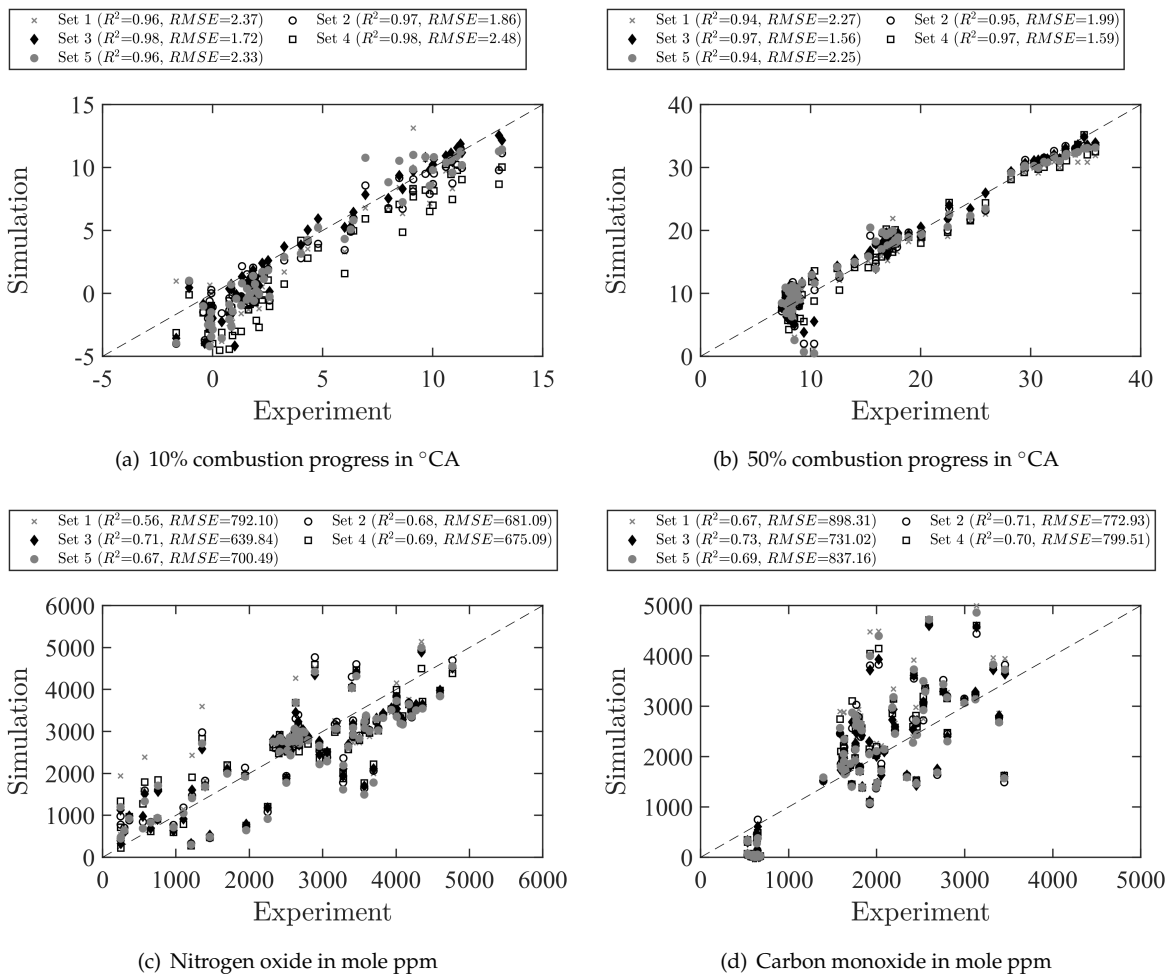 Set 1 (R²=0.96, RMSE=2.37) Set 2 (R²=0.97, RMSE=1.86)
Set 3 (R²=0.98, RMSE=1.72) Set 4 (R²=0.98, RMSE=2.48)
Set 5 (R²=0.96, RMSE=2.33)
15
10
5
0
-5
Simulation
-5 0 5 10 15
Experiment
(a) 10% combustion progress in °CA
Set 1 (R²=0.94, RMSE=2.27) Set 2 (R²=0.95, RMSE=1.99)
Set 3 (R²=0.97, RMSE=1.56) Set 4 (R²=0.97, RMSE=1.59)
Set 5 (R²=0.94, RMSE=2.25)
40
30
20
10
0
Simulation
0 10 20 30 40
Experiment
(b) 50% combustion progress in °CA
Set 1 (R²=0.56, RMSE=792.10) Set 2 (R²=0.68, RMSE=681.09)
Set 3 (R²=0.71, RMSE=639.84) Set 4 (R²=0.69, RMSE=675.09)
Set 5 (R²=0.67, RMSE=700.49)
6000
5000
4000
3000
2000
1000
0
Simulation
0 1000 2000 3000 4000 5000 6000
Experiment
(c) Nitrogen oxide in mole ppm
Set 1 (R²=0.67, RMSE=898.31) Set 2 (R²=0.71, RMSE=772.93)
Set 3 (R²=0.73, RMSE=731.02) Set 4 (R²=0.70, RMSE=799.51)
Set 5 (R²=0.69, RMSE=837.16)
5000
4000
3000
2000
1000
0
Simulation
0 1000 2000 3000 4000 5000
Experiment
(d) Carbon monoxide in mole ppm